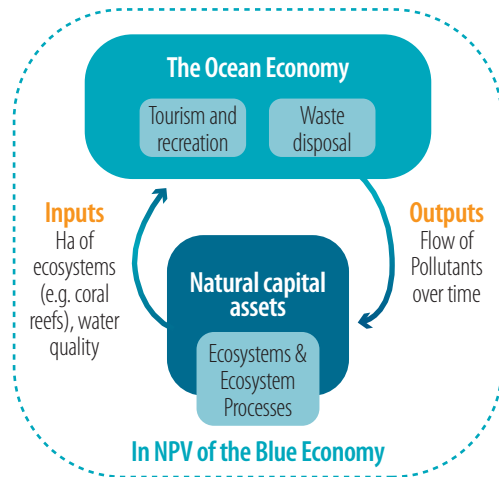 The Ocean Economy
Tourism and
recreation
Waste
disposal
Inputs
Ha of
ecosystems
(e.g. coral
reefs), water
quality
Outputs
Flow of
Pollutants
over time
Natural capital
assets
Ecosystems &
Ecosystem
Processes
In NPV of the Blue Economy